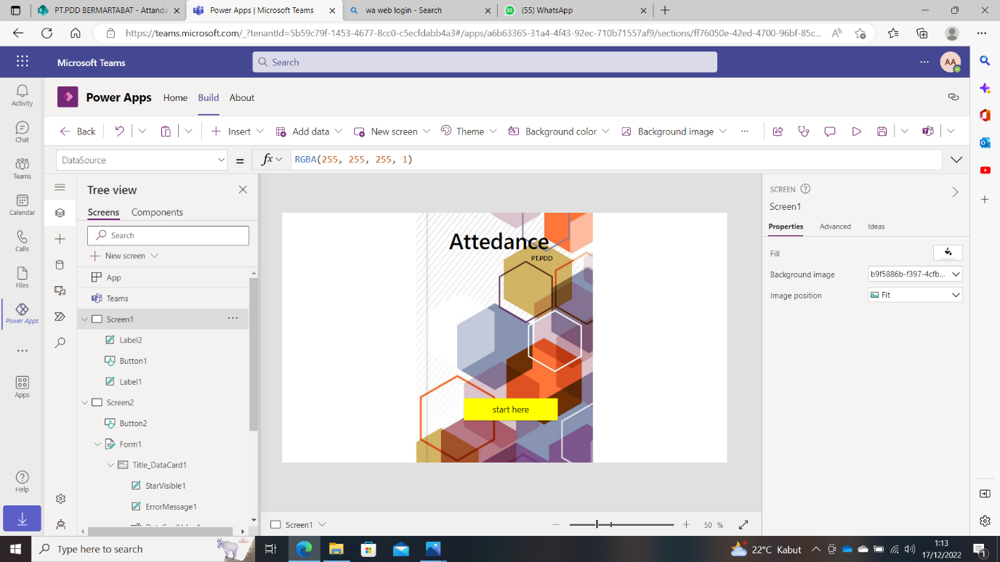 PT.PDD BERMARTABAT - Attanda
Power Apps | Microsoft Teams
wa web login - Search
(55) WhatsApp
https://teams.microsoft.com/_?tenantId=5b59c79f-1453-4677-8cc0-c5ecfdabb4a3#/apps/a6b63365-31a4-4f43-92ec-710b71557af9/sections/ff76050e-42ed-4700-96bf-85c...
Microsoft Teams
Search
AA
Activity
Chat
Teams
Calendar
Calls
Files
Power Apps
Apps
Help
Power Apps
Home
Build
About
Back
Insert
Add data
New screen
Theme
Background color
Background image
DataSource
=
fx
RGBA(255, 255, 255, 1)
Tree view
Screens
Components
Search
New screen
App
Teams
Screen1
Label2
Button1
Label1
Screen2
Button2
Form1
Title_DataCard1
StarVisible1
ErrorMessage1
Attedance
PT.PDD
start here
Screen1
50 %
SCREEN
Screen1
Properties
Advanced
Ideas
Fill
Background image
b9f5886b-f397-4cfb...
Image position
Fit
Type here to search
22°C Kabut
1:13
17/12/2022
1